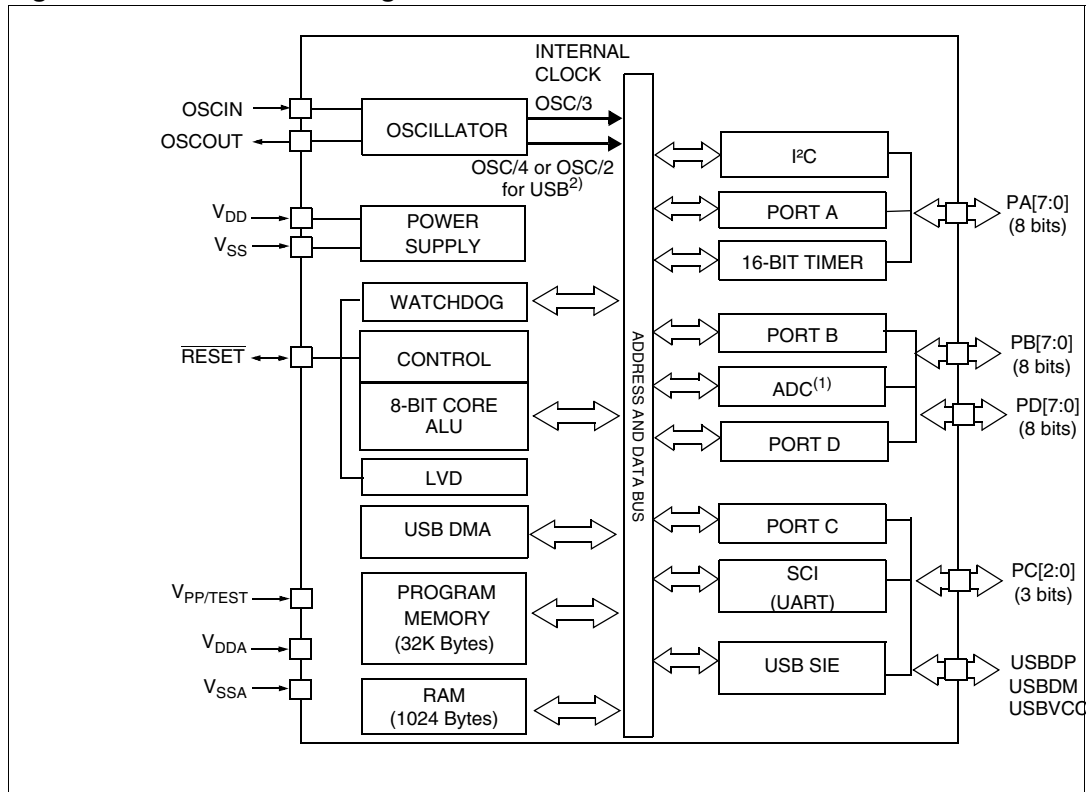 INTERNAL
CLOCK
OSCIN
OSCOUT
OSCILLATOR
OSC/3
OSC/4 or OSC/2
for USB2)
VDD
VSS
POWER
SUPPLY
WATCHDOG
RESET
CONTROL
8-BIT CORE
ALU
LVD
USB DMA
VPP/TEST
VDDA
VSSA
PROGRAM
MEMORY
(32K Bytes)
RAM
(1024 Bytes)
ADDRESS AND DATA BUS
I²C
PORT A
16-BIT TIMER
PA[7:0]
(8 bits)
PORT B
ADC(1)
PORT D
PB[7:0]
(8 bits)
PD[7:0]
(8 bits)
PORT C
SCI
(UART)
USB SIE
PC[2:0]
(3 bits)
USBDP
USBDM
USBVCC